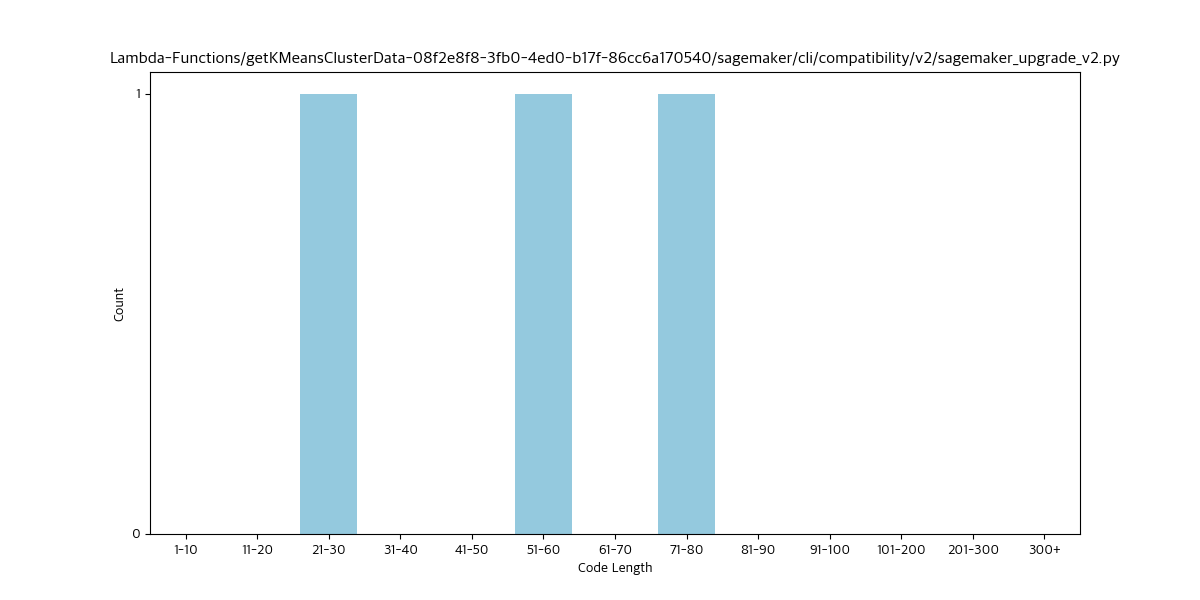 Lambda-Functions/getKMeansClusterData-08f2e8f8-3fb0-4ed0-b17f-86cc6a170540/sagemaker/cli/compatibility/v2/sagemaker_upgrade_v2.py
1
Count
0
1-10 11-20 21-30 31-40 41-50 51-60 61-70 71-80 81-90 91-100 101-200 201-300 300+
Code Length